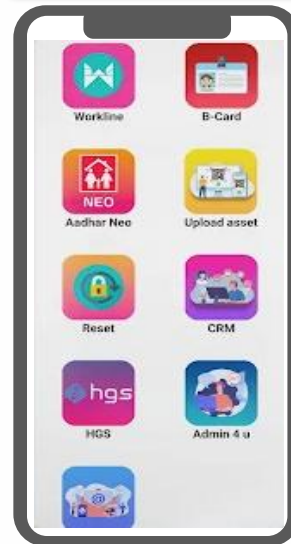 Workline
B-Card
NEO
Aadhar Neo
Upload asset
Reset
CRM
hgs
HGS
Admin 4 u